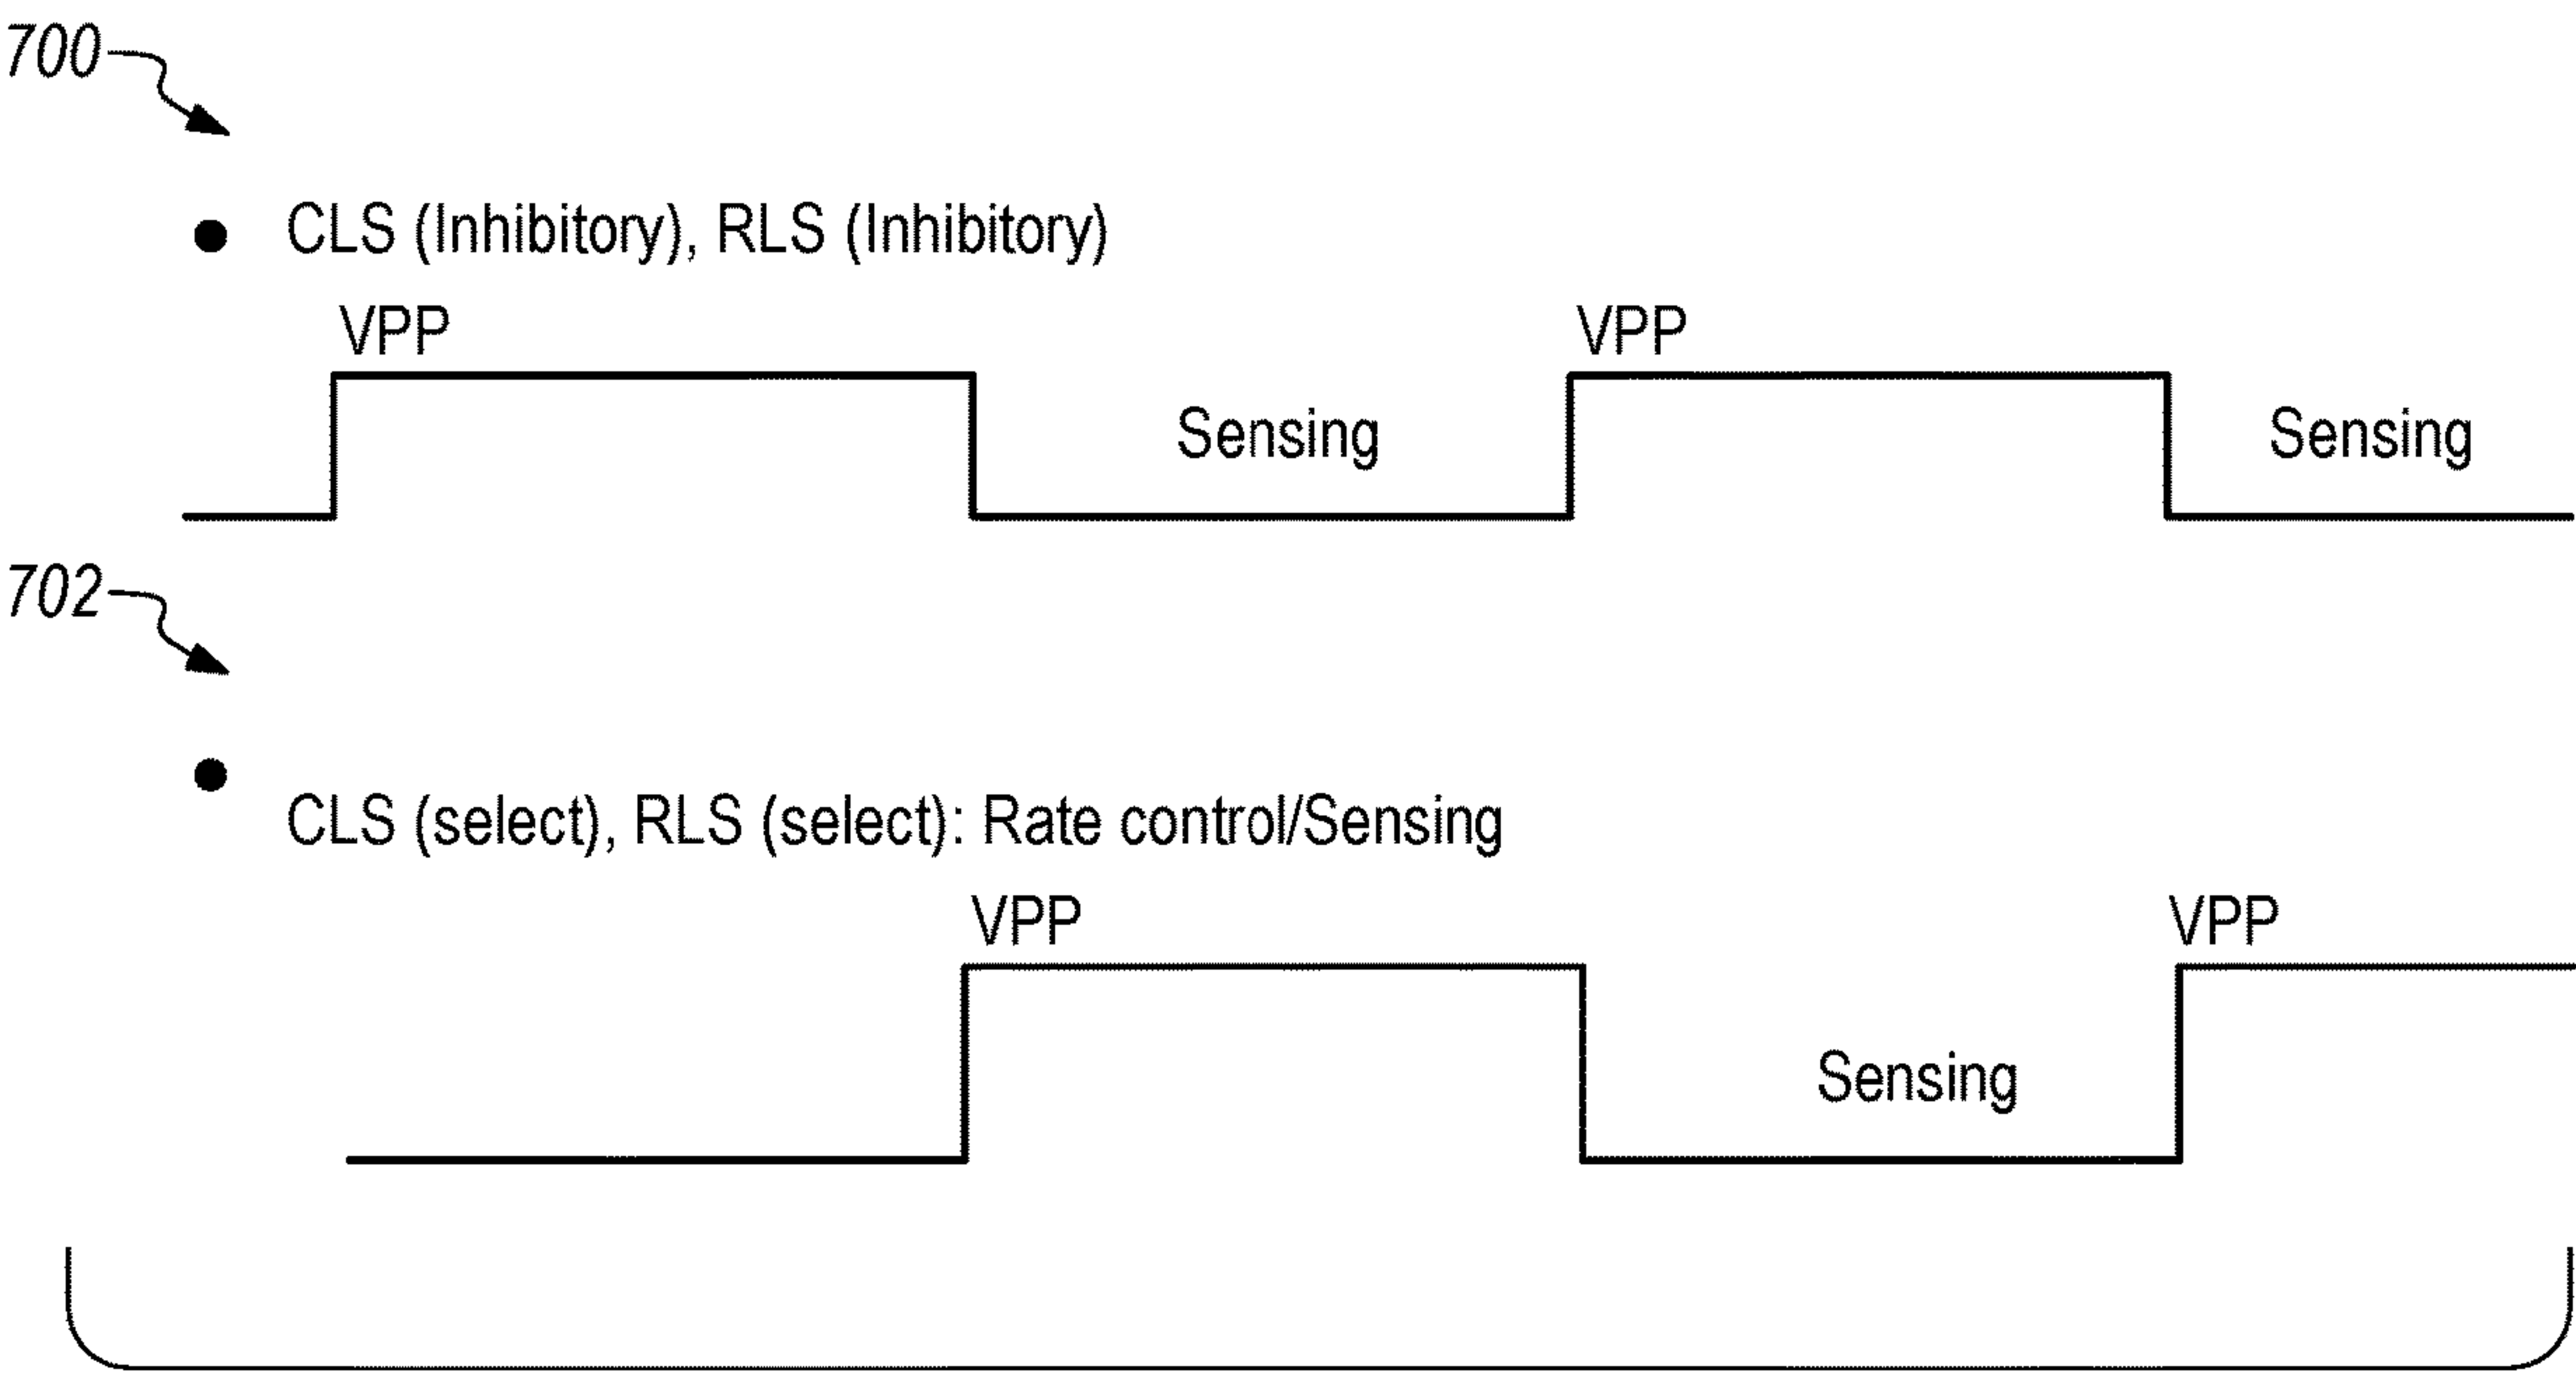 700
● CLS (Inhibitory), RLS (Inhibitory)
VPP VPP
Sensing Sensing
702
●
CLS (select), RLS (select): Rate control/Sensing
VPP VPP
Sensing